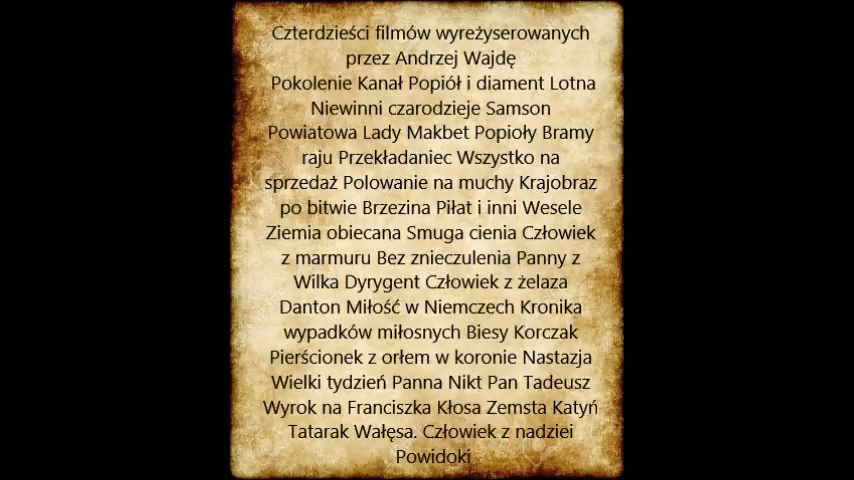 Czterdzieści filmów wyreżyserowanych
przez Andrzej Wajdę
Pokolenie Kanał Popiół i diament Lotna
Niewinni czarodzieje Samson
Powiatowa Lady Makbet Popioły Bramy
raju Przekładaniec Wszystko na
sprzedaż Polowanie na muchy Krajobraz
po bitwie Brzezina Piłat i inni Wesele
Ziemia obiecana Smuga cienia Człowiek
z marmuru Bez znieczulenia Panny z
Wilka Dyrygent Człowiek z żelaza
Danton Miłość w Niemczech Kronika
wypadków miłosnych Biesy Korczak
Pierścionek z orłem w koronie Nastazja
Wielki tydzień Panna Nikt Pan Tadeusz
Wyrok na Franciszka Kłosa Zemsta Katyń
Tatarak Wałęsa. Człowiek z nadziei
Powidoki